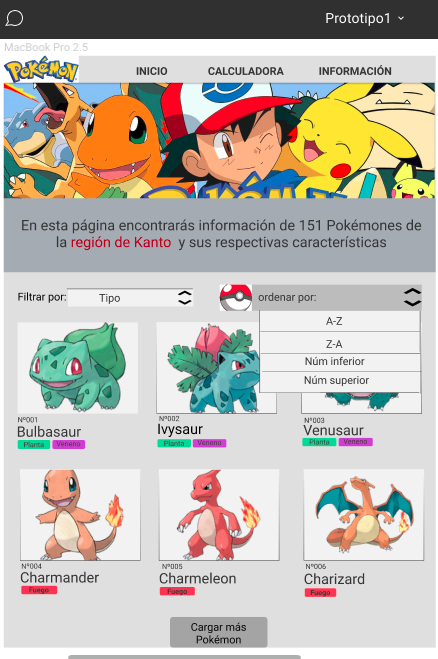 Prototipo1
MacBook Pro 2.5
Pokémon
INICIO CALCULADORA INFORMACIÓN
En esta página encontrarás información de 151 Pokémones de
la región de Kanto y sus respectivas características
Filtrar por: Tipo ordenar por:
A-Z
Z-A
Núm inferior
Núm superior
Nº001
Bulbasaur
Planta Veneno
Nº002
Ivysaur
Planta Veneno
Nº003
Venusaur
Planta Veneno
Nº004
Charmander
Fuego
Nº005
Charmeleon
Fuego
Nº006
Charizard
Fuego
Cargar más
Pokémon